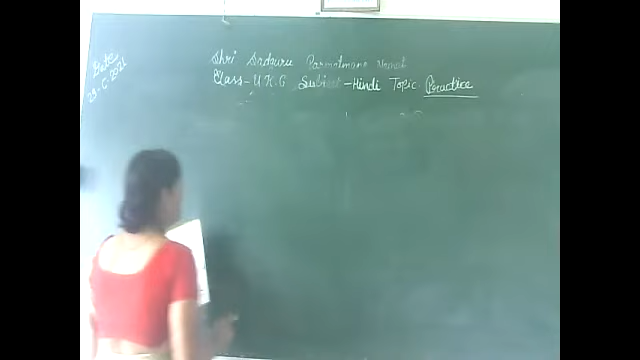 Date
29-6-2021
Shri Sadguru
Class-U.K.G Subject-Hindi Topic Practice